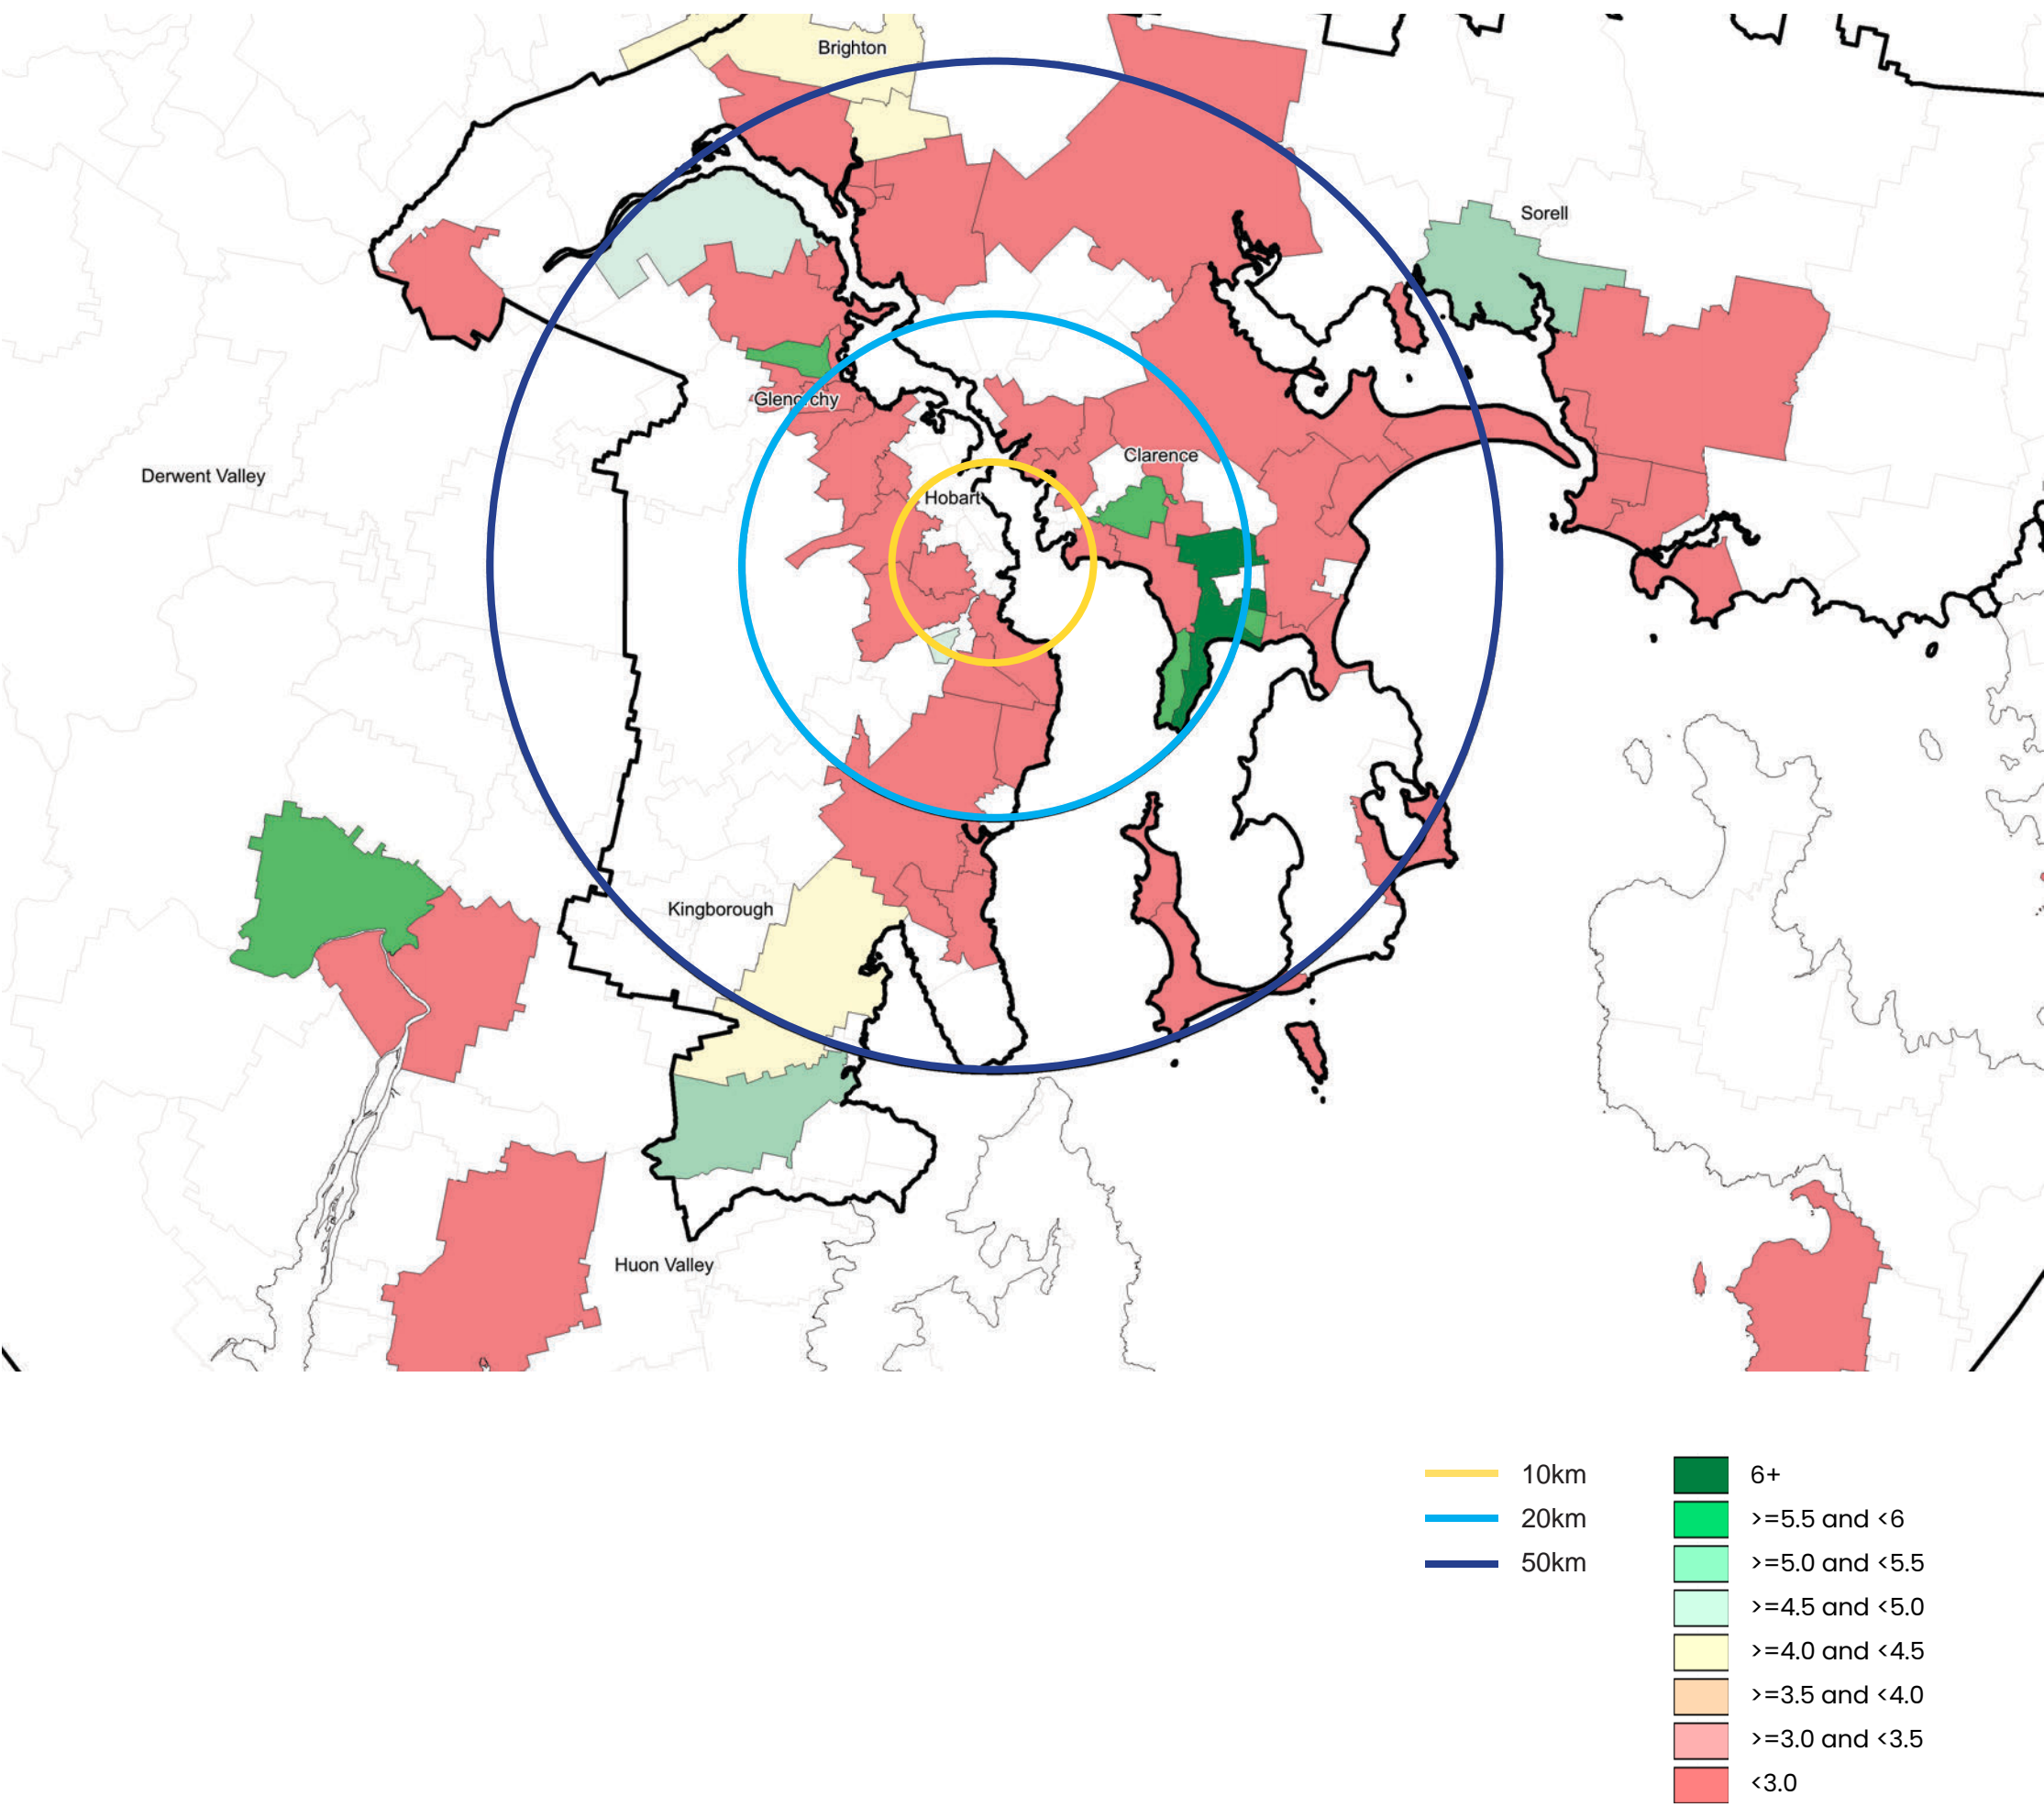 Brighton
Sorell
Glenorchy
Clarence
Derwent Valley
Hobart
Kingborough
Huon Valley
10km
20km
50km
6+
>=5.5 and <6
>=5.0 and <5.5
>=4.5 and <5.0
>=4.0 and <4.5
>=3.5 and <4.0
>=3.0 and <3.5
<3.0